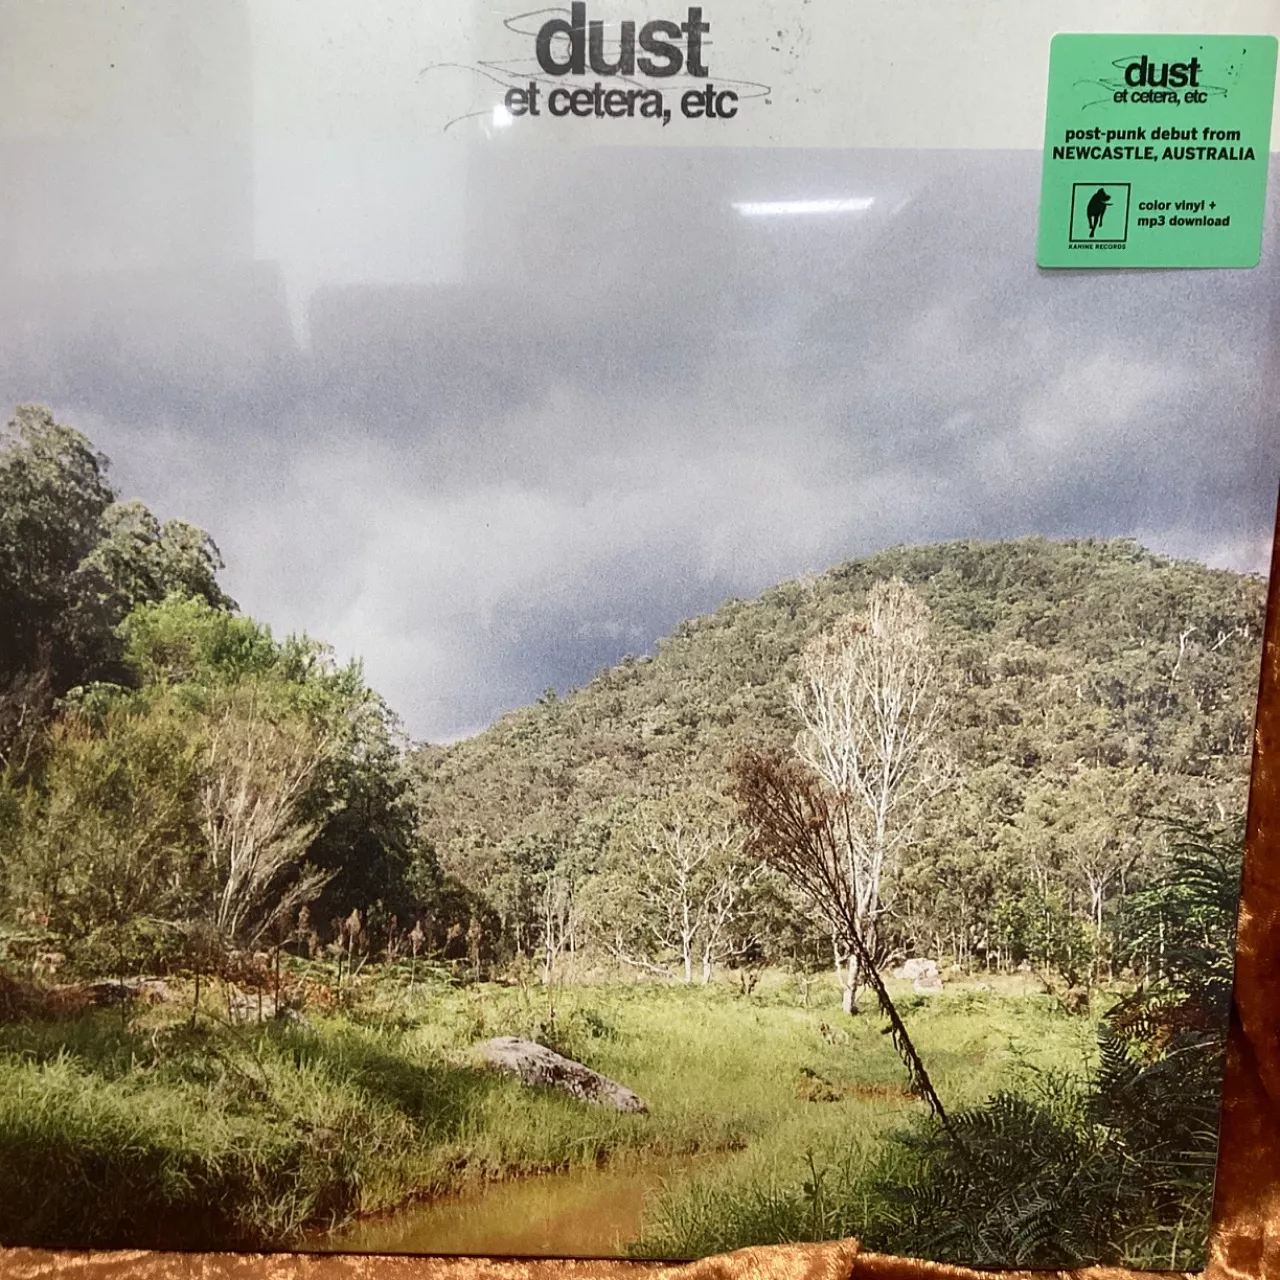 dust
et cetera, etc
dust
et cetera, etc
post-punk debut from
NEWCASTLE, AUSTRALIA
color vinyl +
mp3 download
KANINE RECORDS